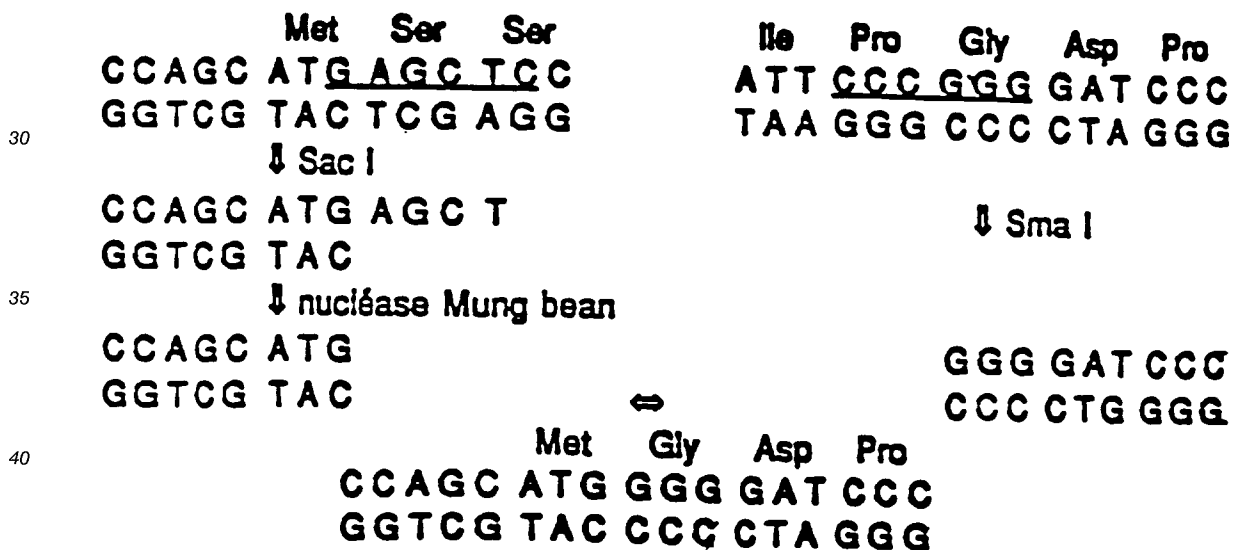 Met Ser Ser Ile Pro Gly Asp Pro
CCAGC ATG AGC TCC ATT CCC GGG GAT CCC
GGTCG TAC TCG AGG TAA GGG CCC CTA GGG
30
⇓ Sac I
CCAGC ATG AGC T ⇓ Sma I
GGTCG TAC
35
⇓ nucléase Mung bean
CCAGC ATG GGG GAT CCC
GGTCG TAC ⇔ CCC CTG GGG
40
Met Gly Asp Pro
CCAGC ATG GGG GAT CCC
GGTCG TAC CCC CTA GGG